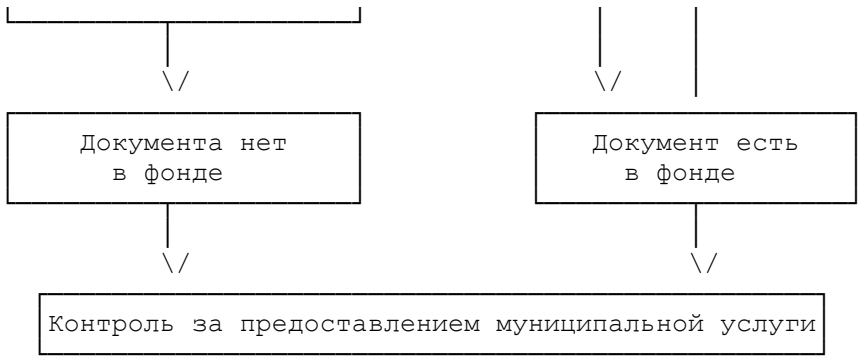 Документа нет
в фонде
Документ есть
в фонде
Контроль за предоставлением муниципальной услуги